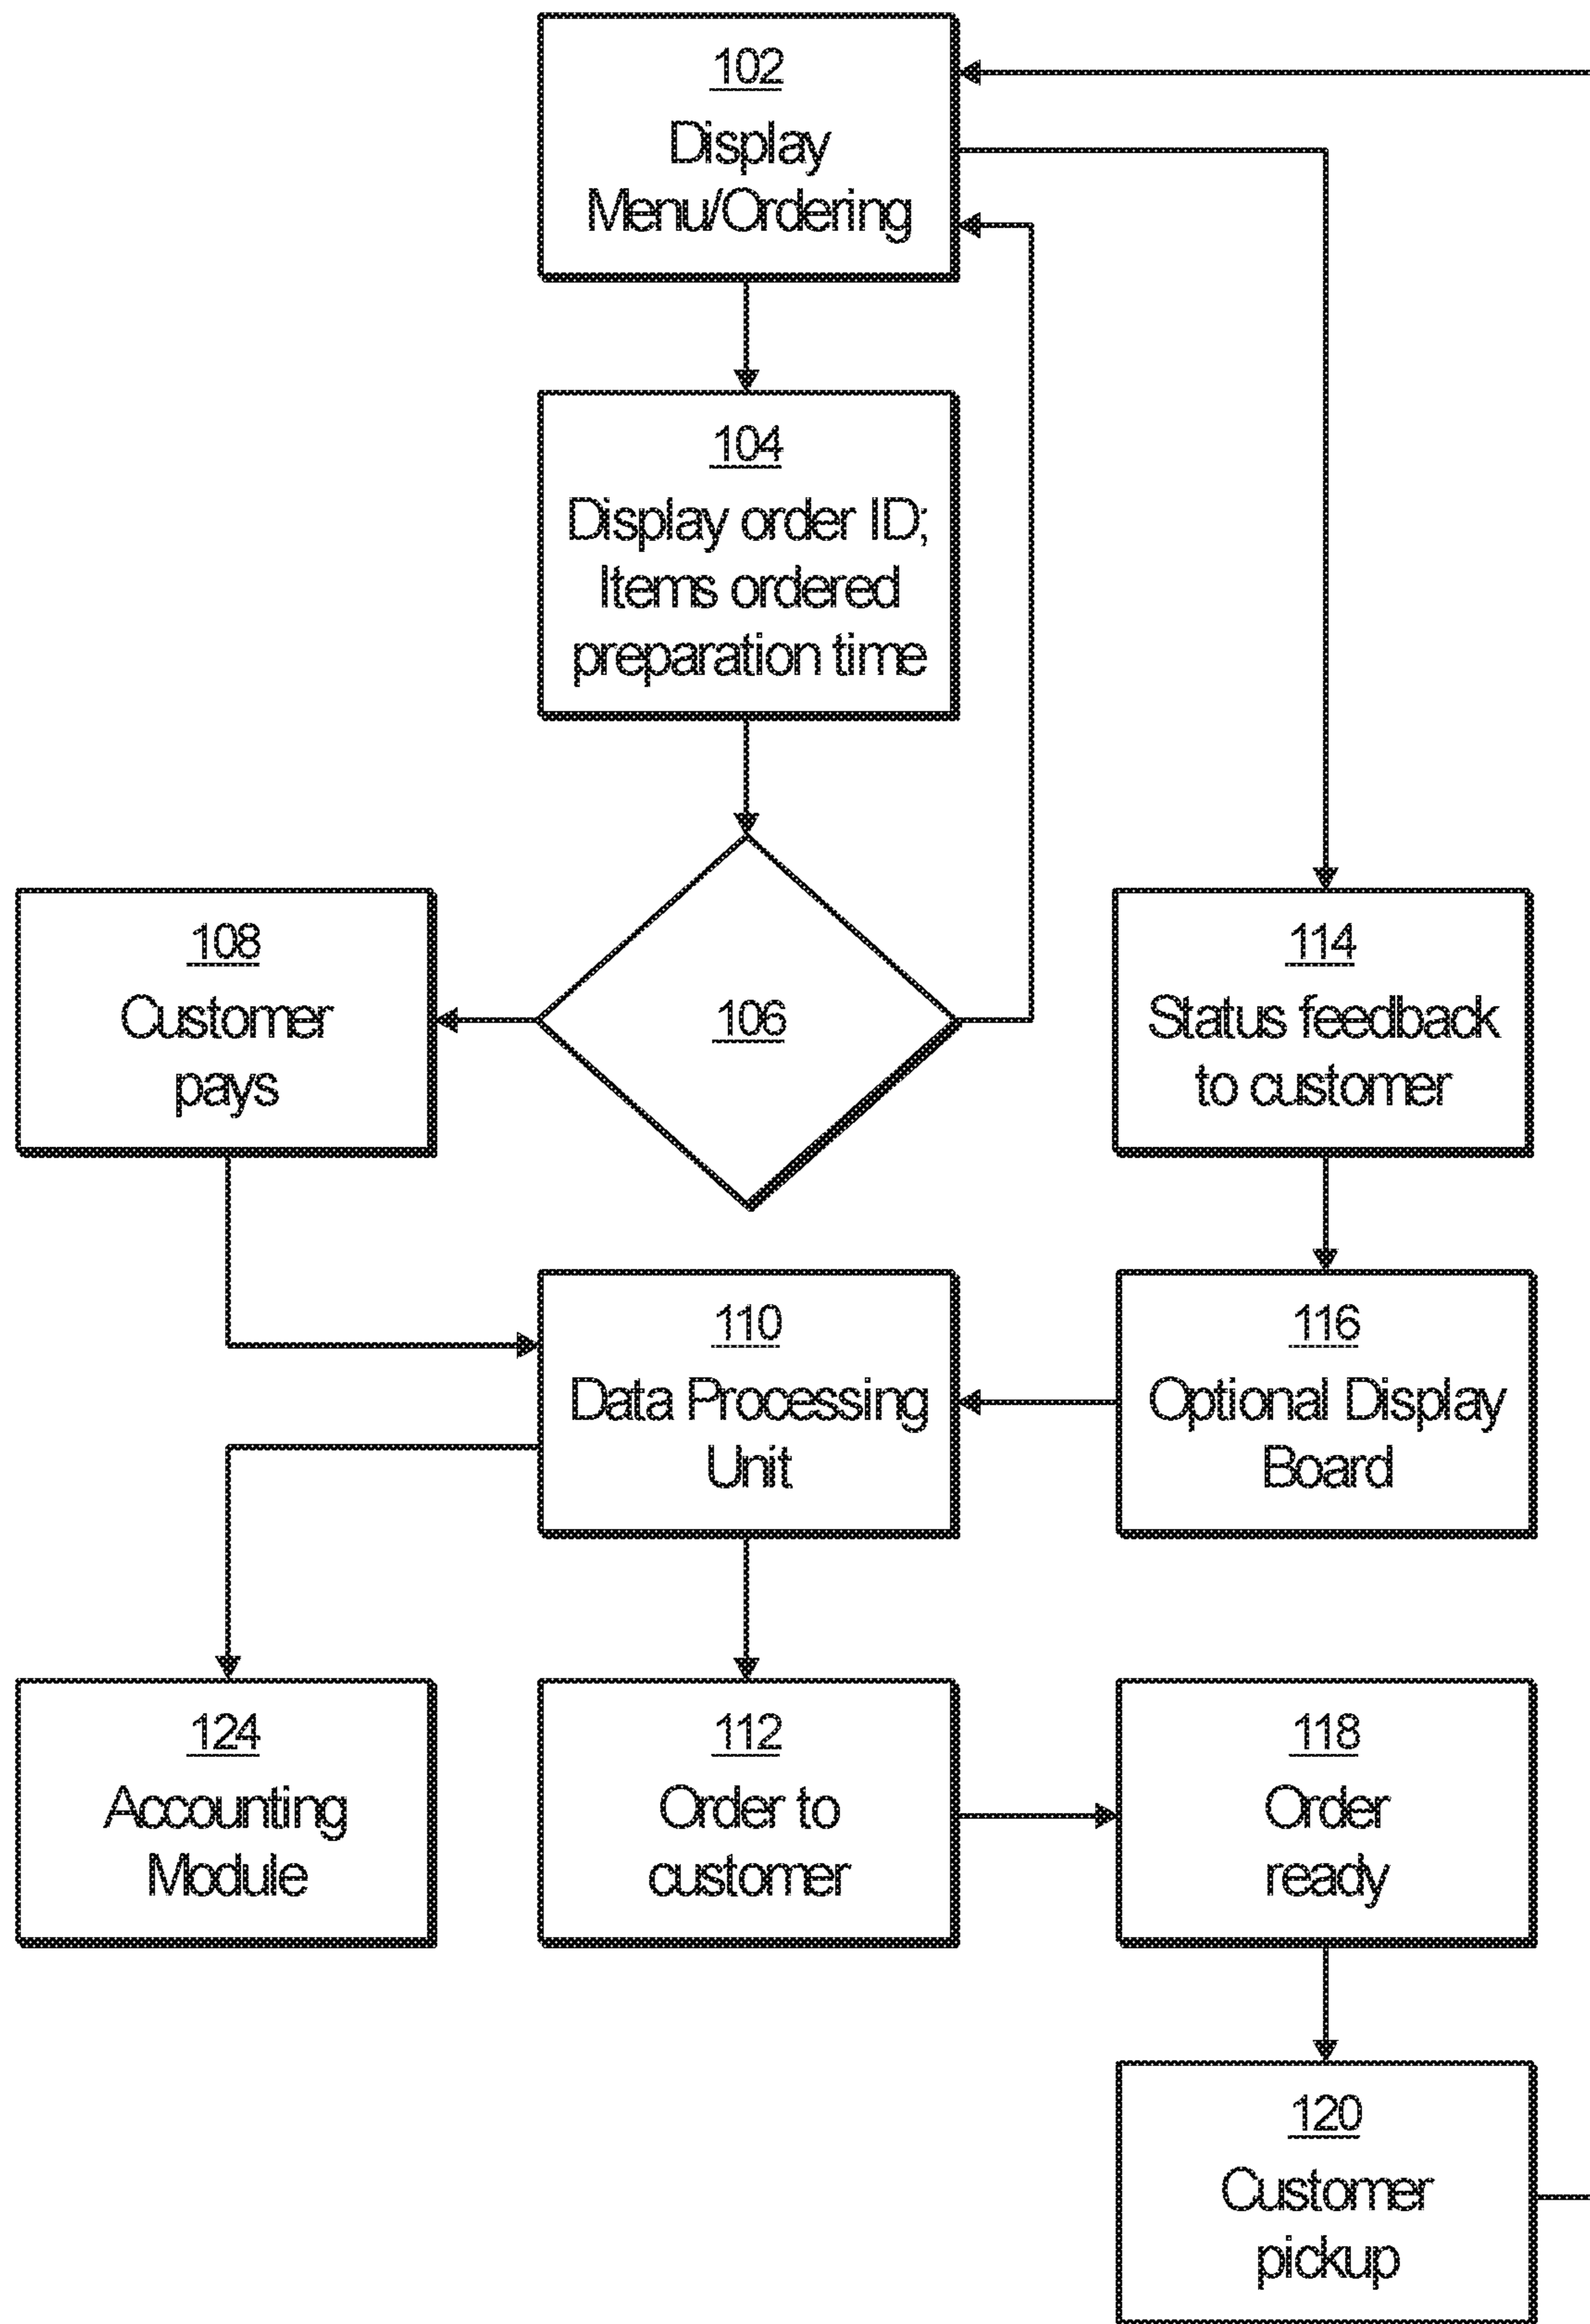 102
Display
Menu/Ordering
104
Display order ID;
Items ordered
preparation time
108
Customer
pays
106
114
Status feedback
to customer
110
Data Processing
Unit
116
Optional Display
Board
124
Accounting
Module
112
Order to
customer
118
Order
ready
120
Customer
pickup